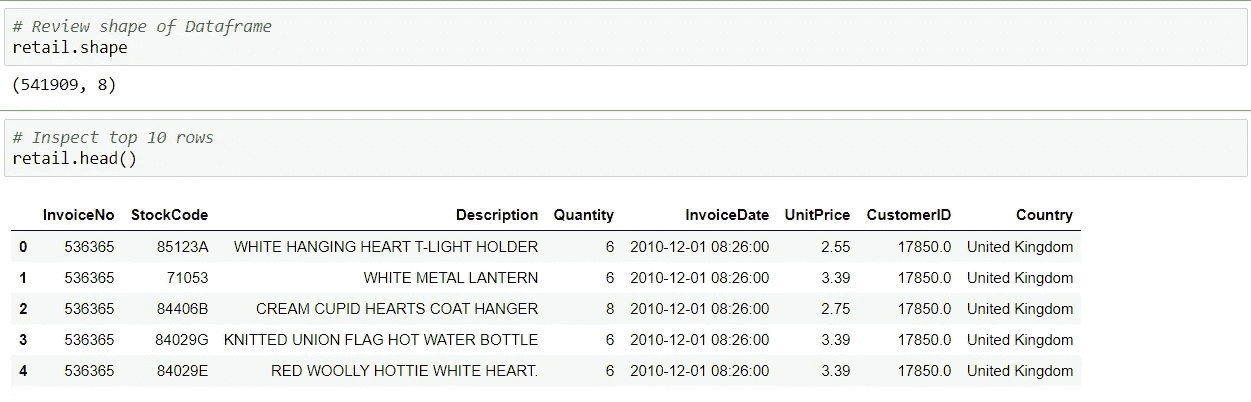 # Review shape of Dataframe
retail.shape
(541909, 8)
# Inspect top 10 rows
retail.head()
InvoiceNo StockCode Description Quantity InvoiceDate UnitPrice CustomerID Country
0 536365 85123A WHITE HANGING HEART T-LIGHT HOLDER 6 2010-12-01 08:26:00 2.55 17850.0 United Kingdom
1 536365 71053 WHITE METAL LANTERN 6 2010-12-01 08:26:00 3.39 17850.0 United Kingdom
2 536365 84406B CREAM CUPID HEARTS COAT HANGER 8 2010-12-01 08:26:00 2.75 17850.0 United Kingdom
3 536365 84029G KNITTED UNION FLAG HOT WATER BOTTLE 6 2010-12-01 08:26:00 3.39 17850.0 United Kingdom
4 536365 84029E RED WOOLLY HOTTIE WHITE HEART. 6 2010-12-01 08:26:00 3.39 17850.0 United Kingdom